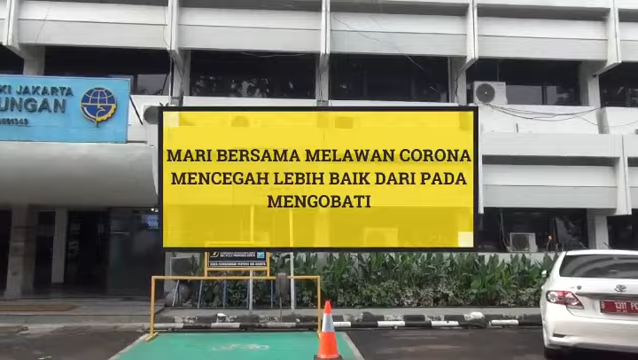 KI JAKARTA
UNGAN
MARI BERSAMA MELAWAN CORONA
MENCEGAH LEBIH BAIK DARI PADA
MENGOBATI